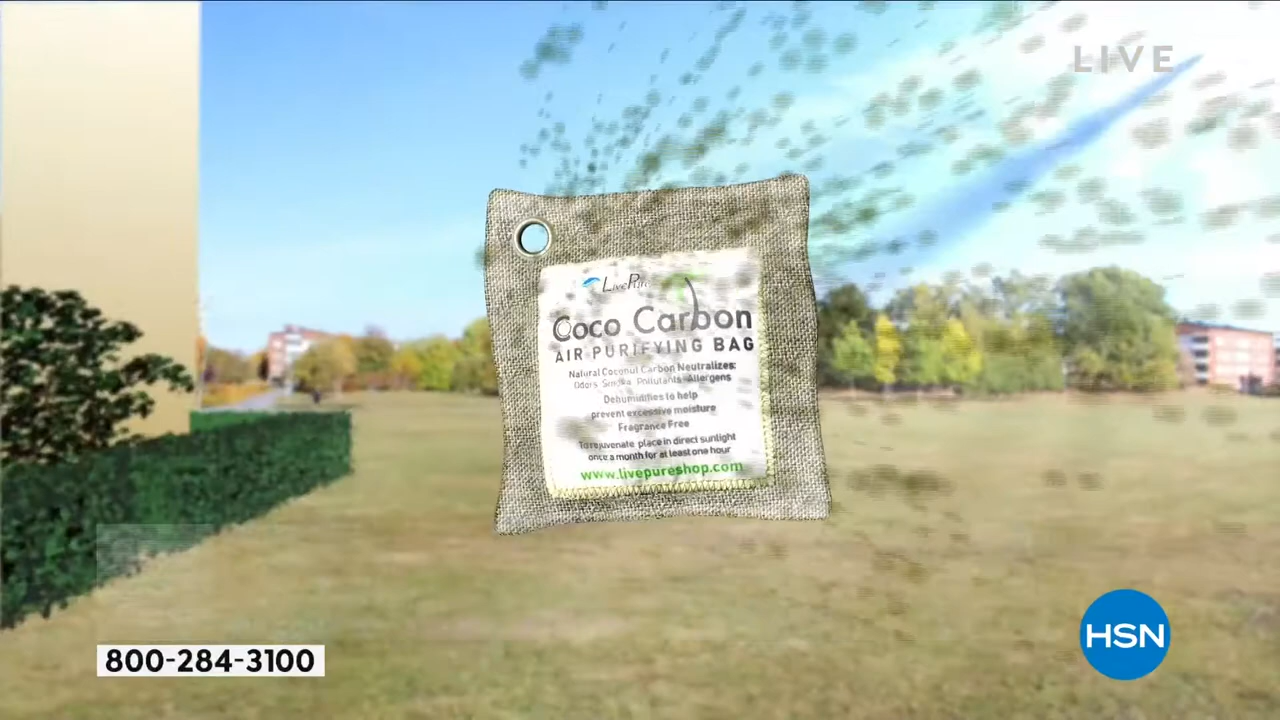 LIVE
LivePure
Coco Carbon
AIR PURIFYING BAG
Natural Coconut Carbon Neutralizes:
Odors Smoke Pollutants Allergens
Dehumidifies to help
prevent excessive moisture
Fragrance Free
To rejuvenate place in direct sunlight
once a month for at least one hour
www.livepureshop.com
800-284-3100
HSN